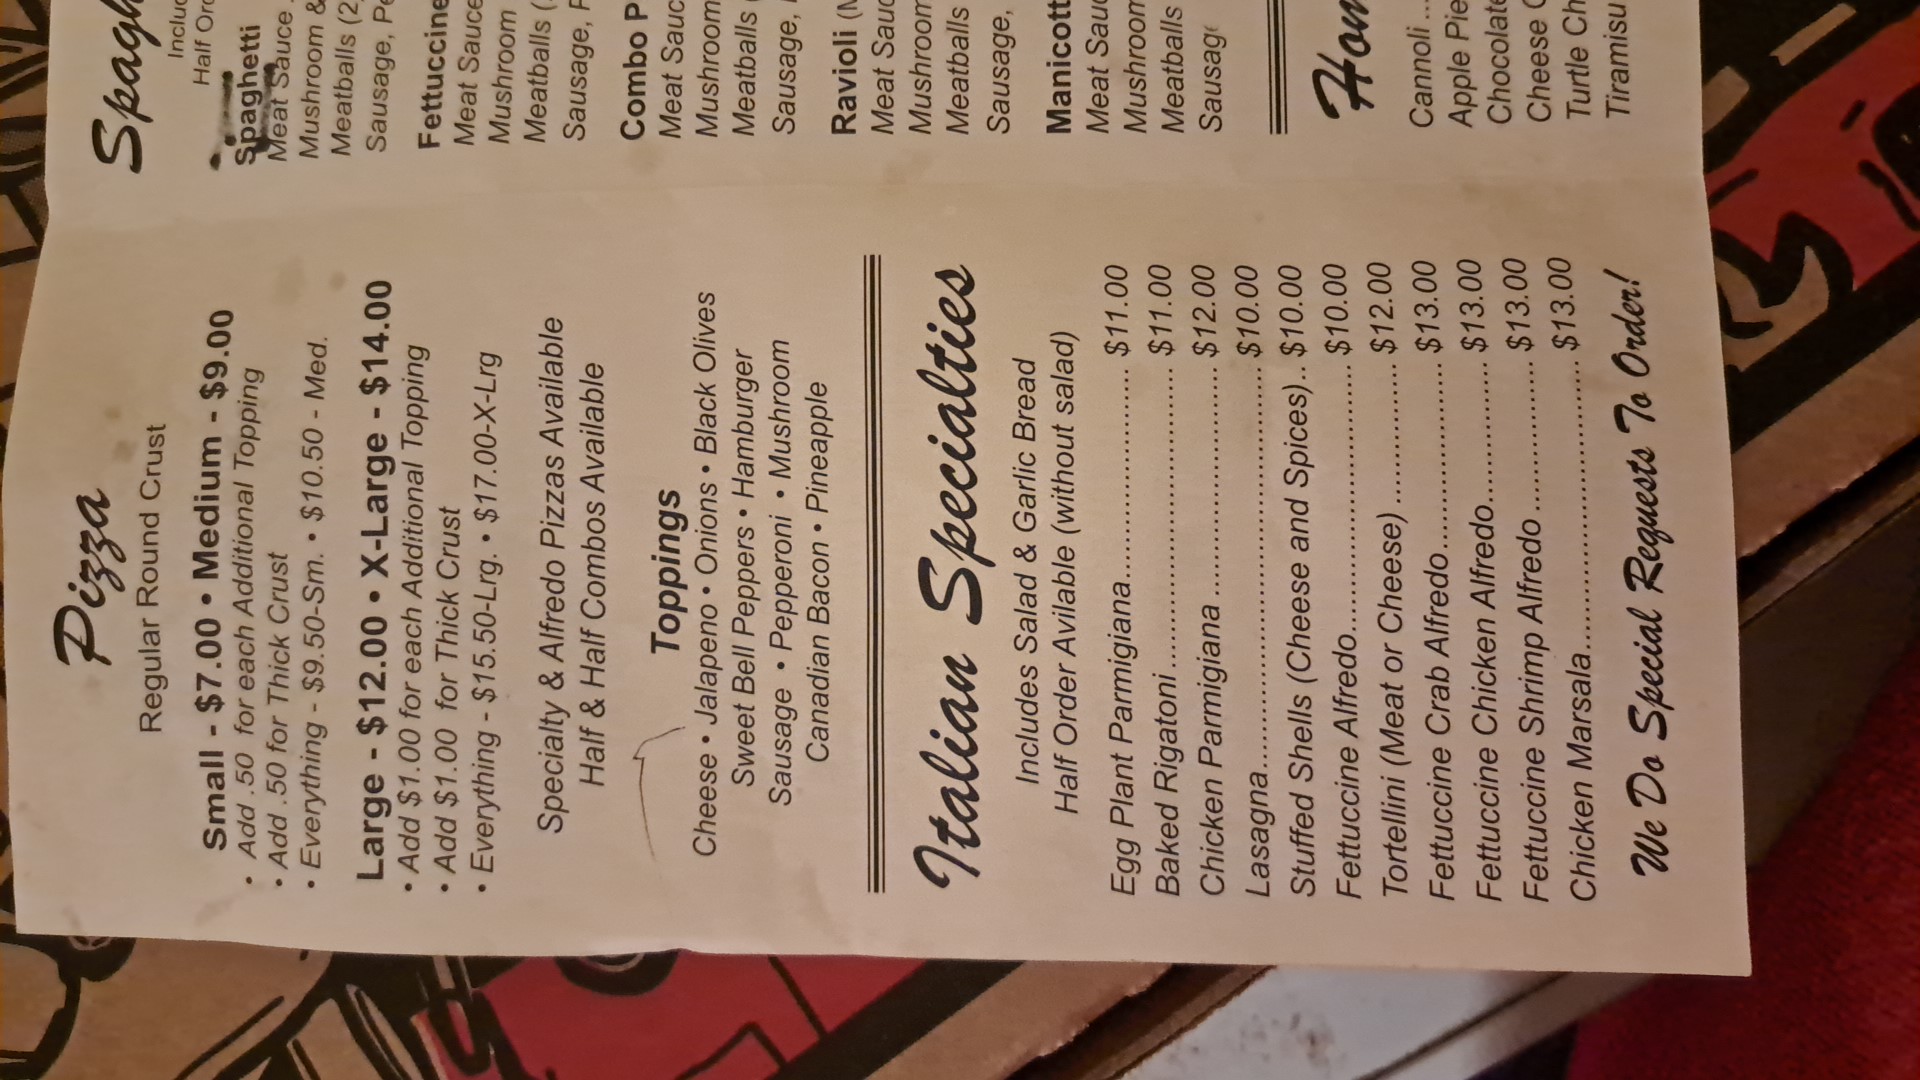 Pizza
Regular Round Crust
Small - $7.00 • Medium - $9.00
• Add .50 for each Additional Topping
• Add .50 for Thick Crust
• Everything - $9.50-Sm. • $10.50 - Med.
Large - $12.00 • X-Large - $14.00
• Add $1.00 for each Additional Topping
• Add $1.00 for Thick Crust
• Everything - $15.50-Lrg. • $17.00-X-Lrg
Specialty & Alfredo Pizzas Available
Half & Half Combos Available
Toppings
Cheese • Jalapeno • Onions • Black Olives
Sweet Bell Peppers • Hamburger
Sausage • Pepperoni • Mushroom
Canadian Bacon • Pineapple
Italian Specialties
Includes Salad & Garlic Bread
Half Order Avilable (without salad)
Egg Plant Parmigiana.......................... $11.00
Baked Rigatoni .................................... $11.00
Chicken Parmigiana ............................ $12.00
Lasagna.............................................. $10.00
Stuffed Shells (Cheese and Spices).. $10.00
Fettuccine Alfredo............................... $10.00
Tortellini (Meat or Cheese) ................. $12.00
Fettuccine Crab Alfredo...................... $13.00
Fettuccine Chicken Alfredo................. $13.00
Fettuccine Shrimp Alfredo .................. $13.00
Chicken Marsala................................. $13.00
We Do Special Requests To Order!
Half
Spaghetti
Meat Sauce
Mushroom &
Meatballs (2
Sausage,
Fettuccine
Meat Sauce
Mushroom
Meatballs (
Sausage,
Combo P
Meat Sauc
Mushroom
Meatballs
Sausage,
Ravioli (M
Meat Sauc
Mushroom
Meatballs
Sausage,
Manicott
Meat Sauc
Mushroom
Meatballs
Sausag
Hom
Cannoli ...
Apple Pie
Chocolate
Cheese C
Turtle Ch
Tiramisu